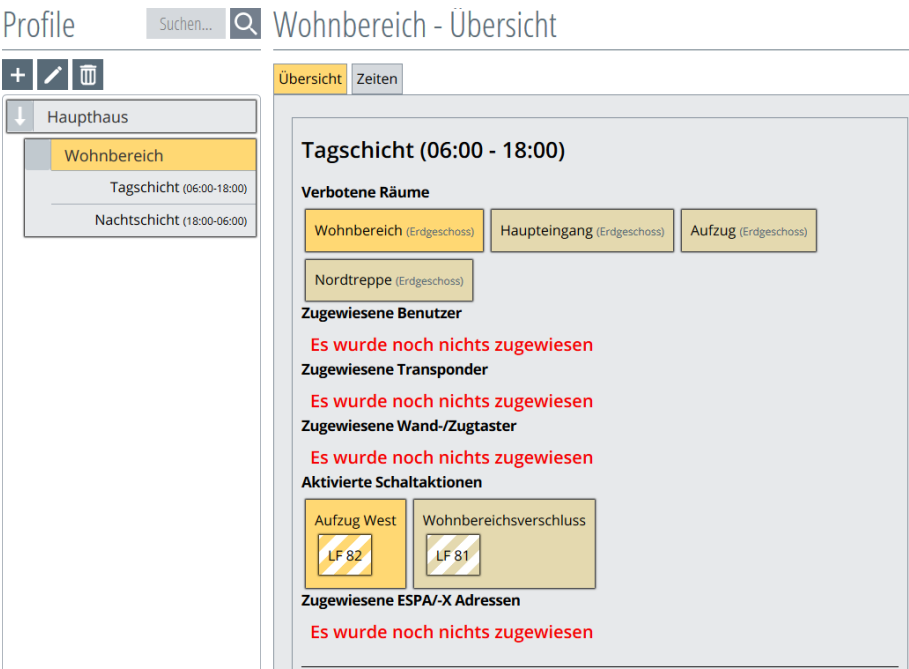 Profile
Suchen...
Wohnbereich - Übersicht
Übersicht Zeiten
Haupthaus
Wohnbereich
Tagschicht (06:00-18:00)
Nachtschicht (18:00-06:00)
Tagschicht (06:00 - 18:00)
Verbotene Räume
Wohnbereich (Erdgeschoss) Haupteingang (Erdgeschoss) Aufzug (Erdgeschoss)
Nordtreppe (Erdgeschoss)
Zugewiesene Benutzer
Es wurde noch nichts zugewiesen
Zugewiesene Transponder
Es wurde noch nichts zugewiesen
Zugewiesene Wand-/Zugtaster
Es wurde noch nichts zugewiesen
Aktivierte Schaltaktionen
Aufzug West Wohnbereichsverschluss
LF 82 LF 81
Zugewiesene ESPA/-X Adressen
Es wurde noch nichts zugewiesen